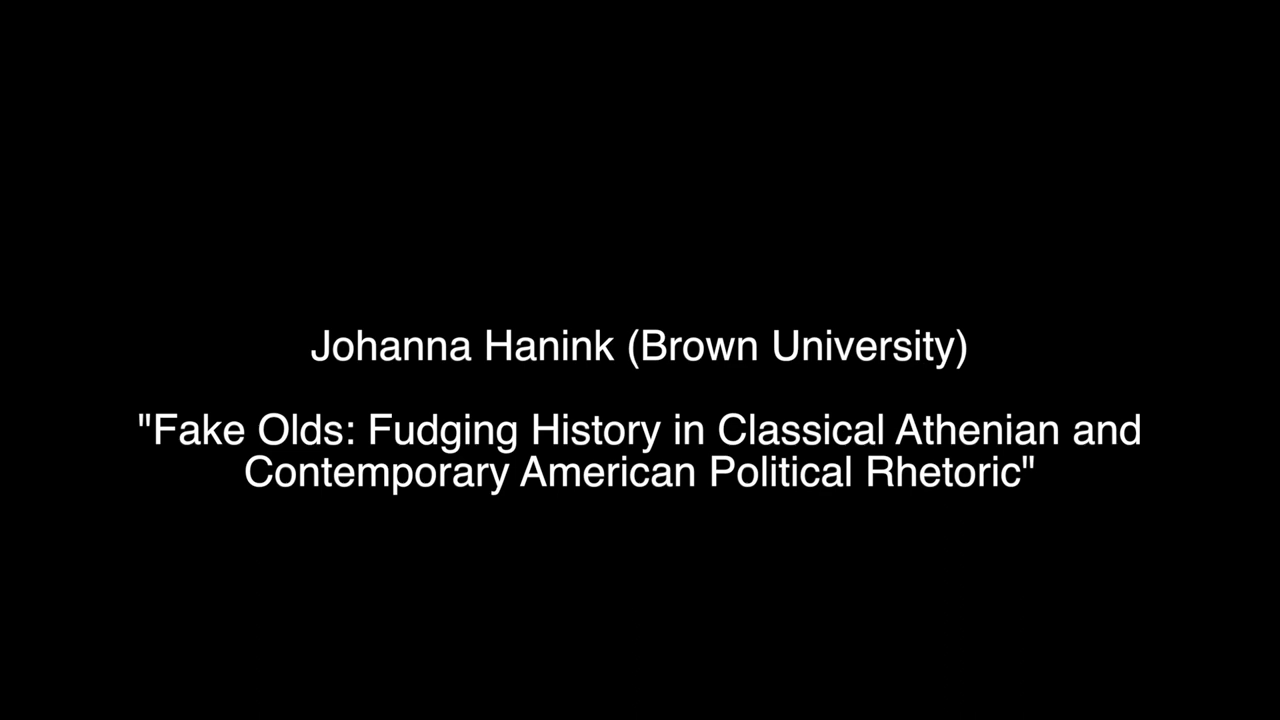 Johanna Hanink (Brown University)
"Fake Olds: Fudging History in Classical Athenian and
Contemporary American Political Rhetoric"